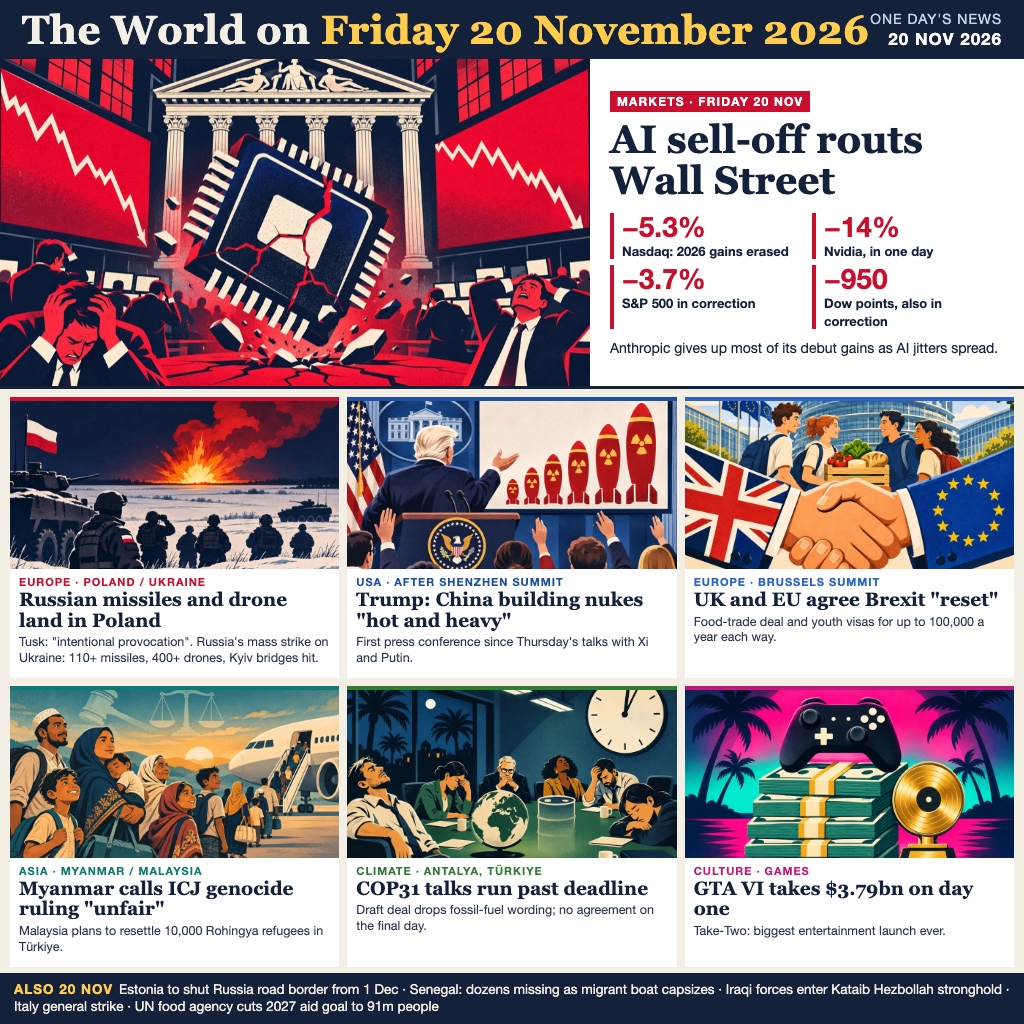 The World on Friday 20 November 2026
ONE DAY'S NEWS
20 NOV 2026
MARKETS · FRIDAY 20 NOV
AI sell-off routs
Wall Street
–5.3%
Nasdaq: 2026 gains erased
–14%
Nvidia, in one day
–3.7%
S&P 500 in correction
–950
Dow points, also in
correction
Anthropic gives up most of its debut gains as AI jitters spread.
EUROPE · POLAND / UKRAINE
Russian missiles and drone
land in Poland
Tusk: "intentional provocation". Russia's mass strike on
Ukraine: 110+ missiles, 400+ drones, Kyiv bridges hit.
USA · AFTER SHENZHEN SUMMIT
Trump: China building nukes
"hot and heavy"
First press conference since Thursday's talks with Xi
and Putin.
EUROPE · BRUSSELS SUMMIT
UK and EU agree Brexit "reset"
Food-trade deal and youth visas for up to 100,000 a
year each way.
ASIA · MYANMAR / MALAYSIA
Myanmar calls ICJ genocide
ruling "unfair"
Malaysia plans to resettle 10,000 Rohingya refugees in
Türkiye.
CLIMATE · ANTALYA, TÜRKIYE
COP31 talks run past deadline
Draft deal drops fossil-fuel wording; no agreement on
the final day.
CULTURE · GAMES
GTA VI takes $3.79bn on day
one
Take-Two: biggest entertainment launch ever.
ALSO 20 NOV Estonia to shut Russia road border from 1 Dec · Senegal: dozens missing as migrant boat capsizes · Iraqi forces enter Kataib Hezbollah stronghold ·
Italy general strike · UN food agency cuts 2027 aid goal to 91m people